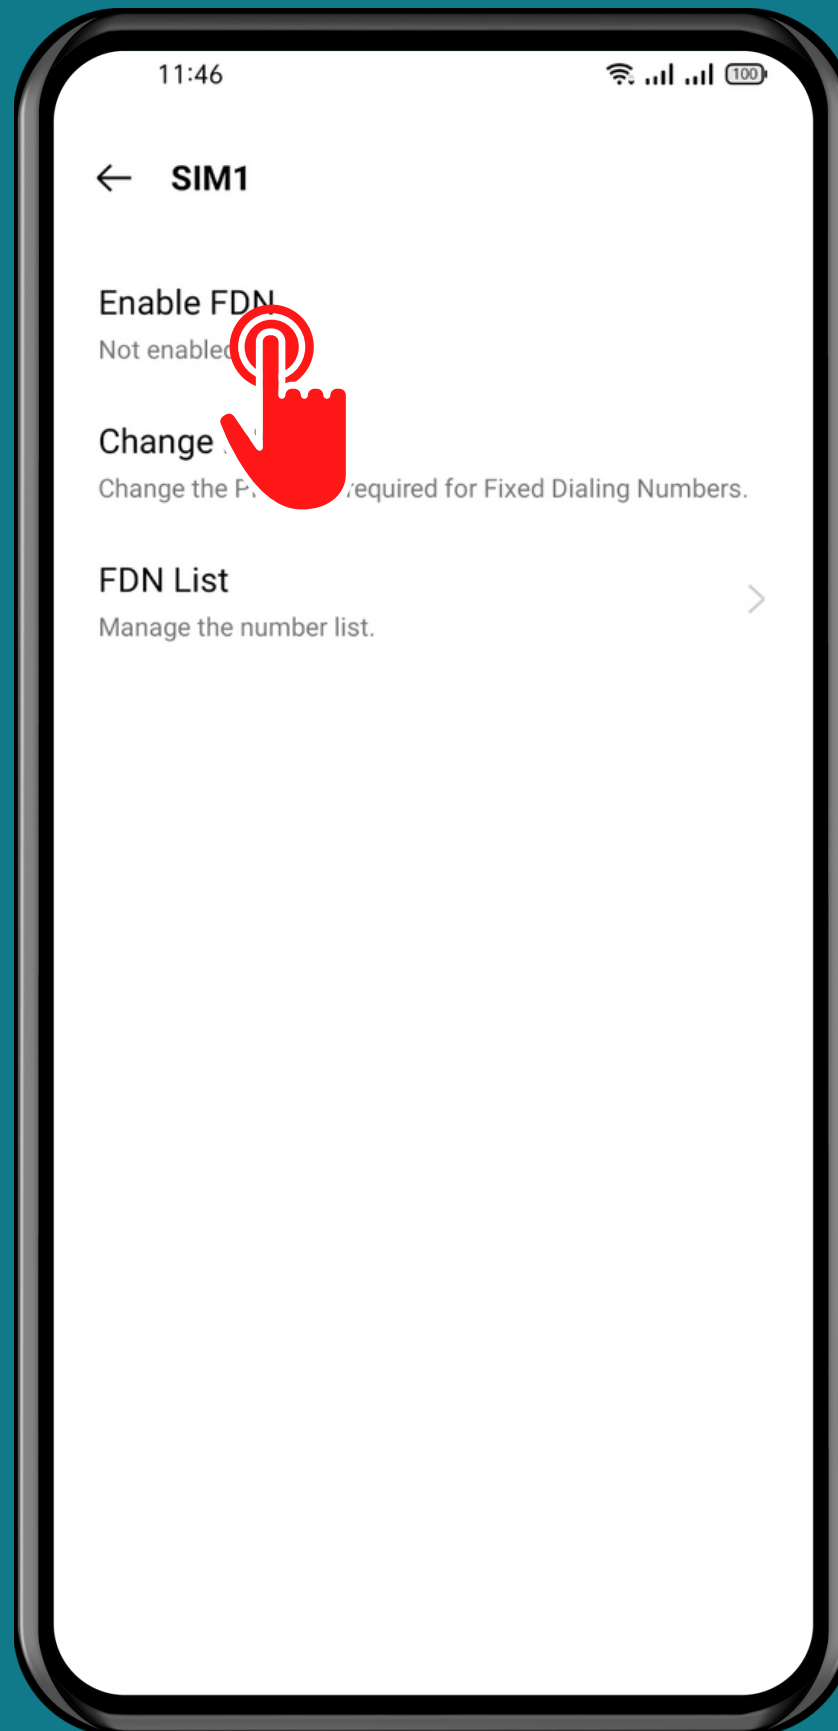 11:46
100
SIM1
Enable FDN
Not enabled
Change
Change the required for Fixed Dialing Numbers.
FDN List
Manage the number list.